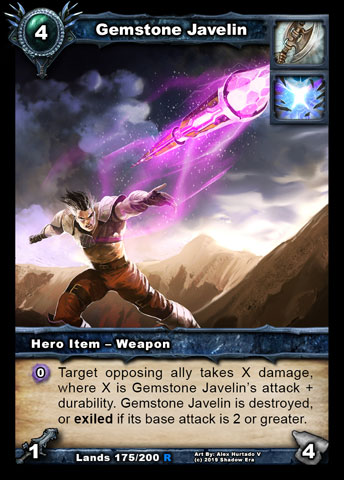 4
Gemstone Javelin
Hero Item – Weapon
0
Target opposing ally takes X damage,
where X is Gemstone Javelin's attack +
durability. Gemstone Javelin is destroyed,
or exiled if its base attack is 2 or greater.
1
Lands 175/200 R
Art By: Alex Hurtado V
(c) 2019 Shadow Era
4